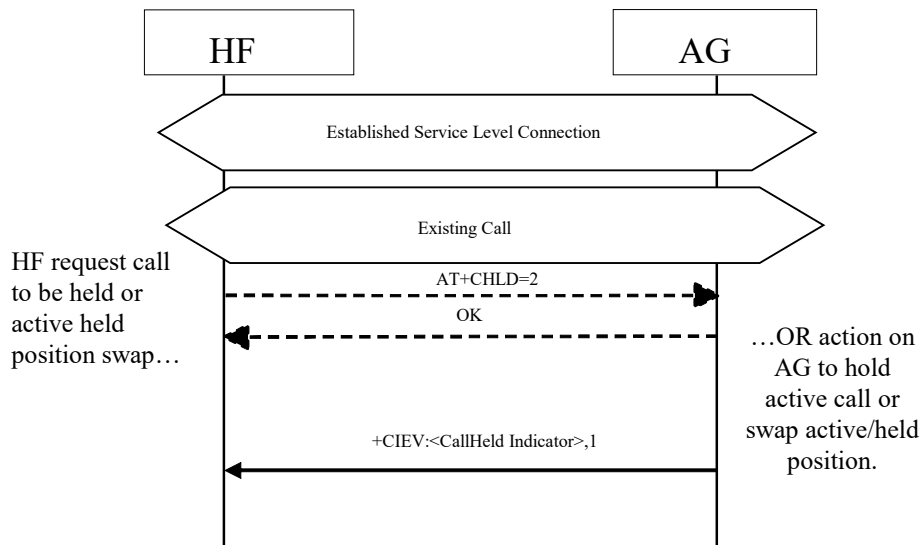 HF
AG
Established Service Level Connection
Existing Call
HF request call
to be held or
active held
position swap…
AT+CHLD=2
OK
…OR action on
AG to hold
active call or
swap active/held
position.
+CIEV:<CallHeld Indicator>,1